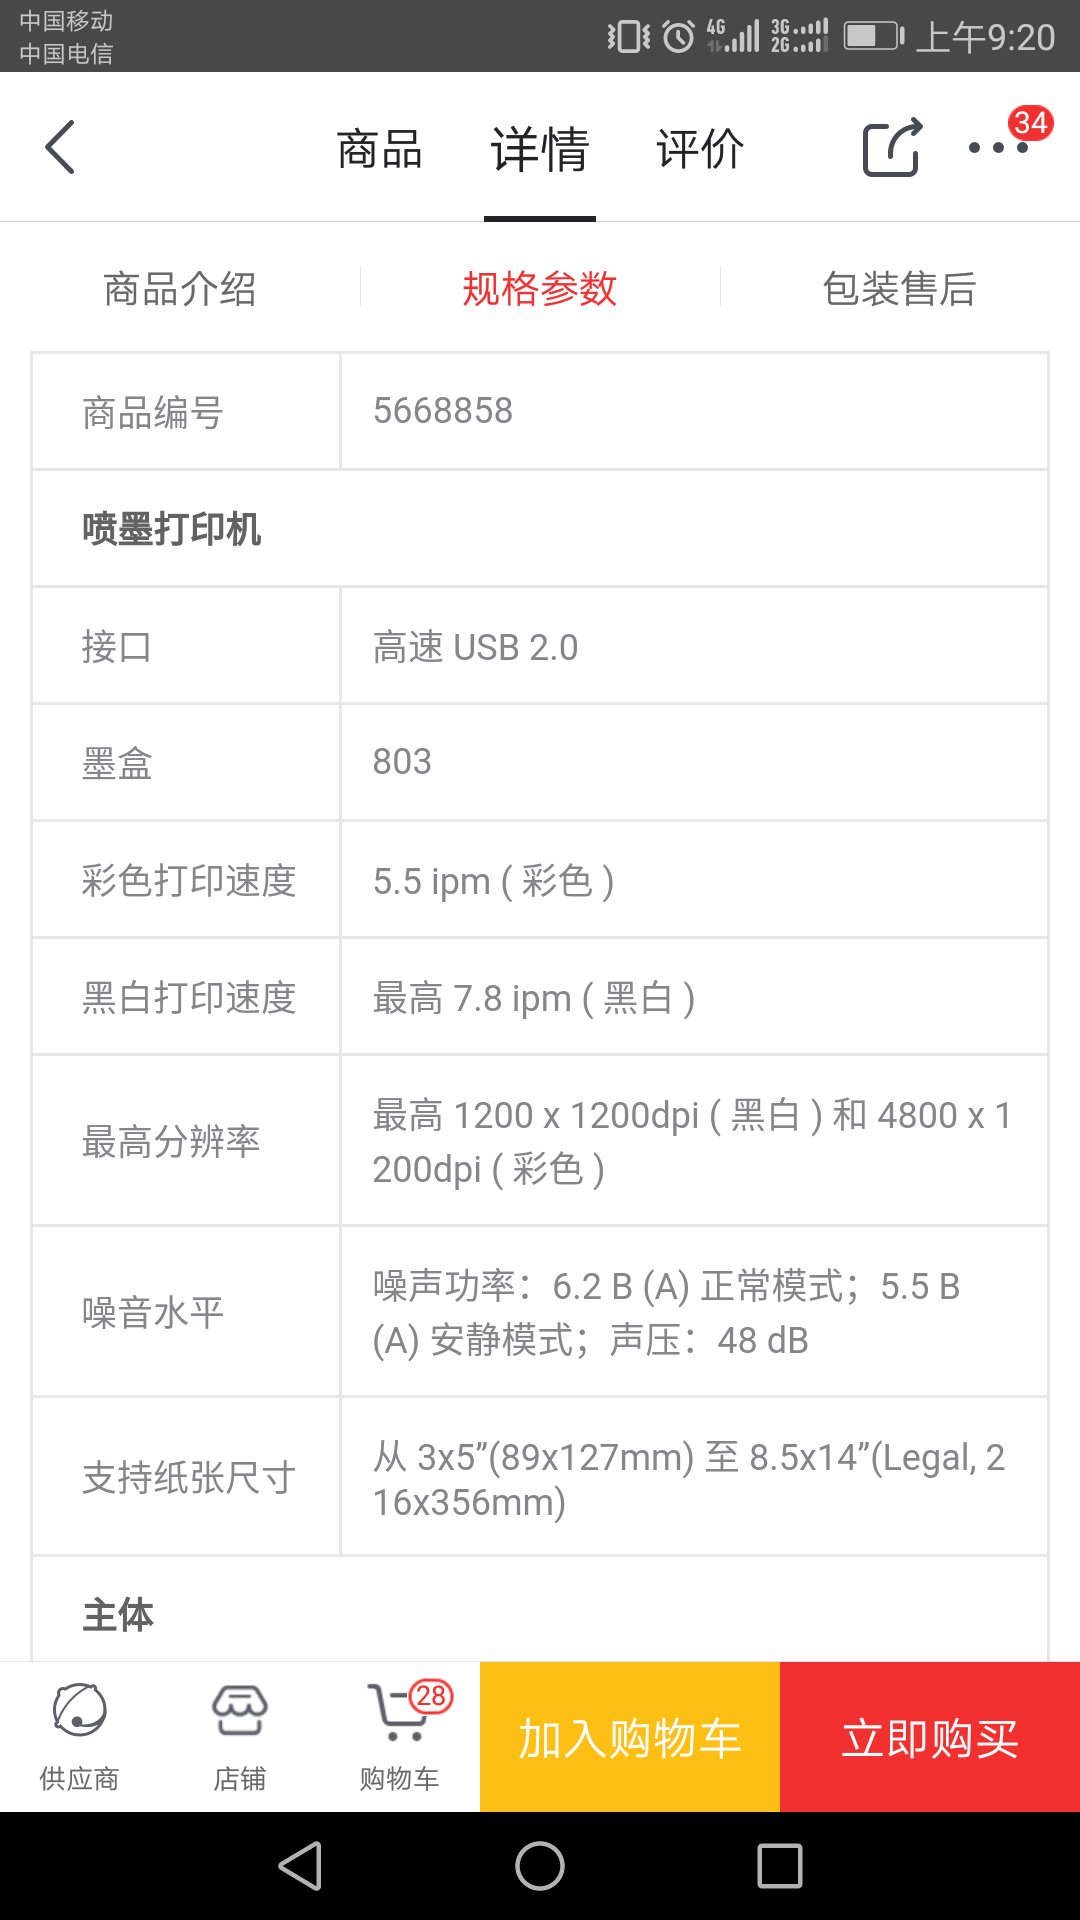 中国移动
中国电信
4G
3G
2G
上午9:20
商品
详情
评价
34
商品介绍
规格参数
包装售后
商品编号
5668858
喷墨打印机
接口
高速 USB 2.0
墨盒
803
彩色打印速度
5.5 ipm ( 彩色 )
黑白打印速度
最高 7.8 ipm ( 黑白 )
最高分辨率
最高 1200 x 1200dpi ( 黑白 ) 和 4800 x 1
200dpi ( 彩色 )
噪音水平
噪声功率：6.2 B (A) 正常模式；5.5 B
(A) 安静模式；声压：48 dB
支持纸张尺寸
从 3x5”(89x127mm) 至 8.5x14”(Legal, 2
16x356mm)
主体
供应商
店铺
28
购物车
加入购物车
立即购买